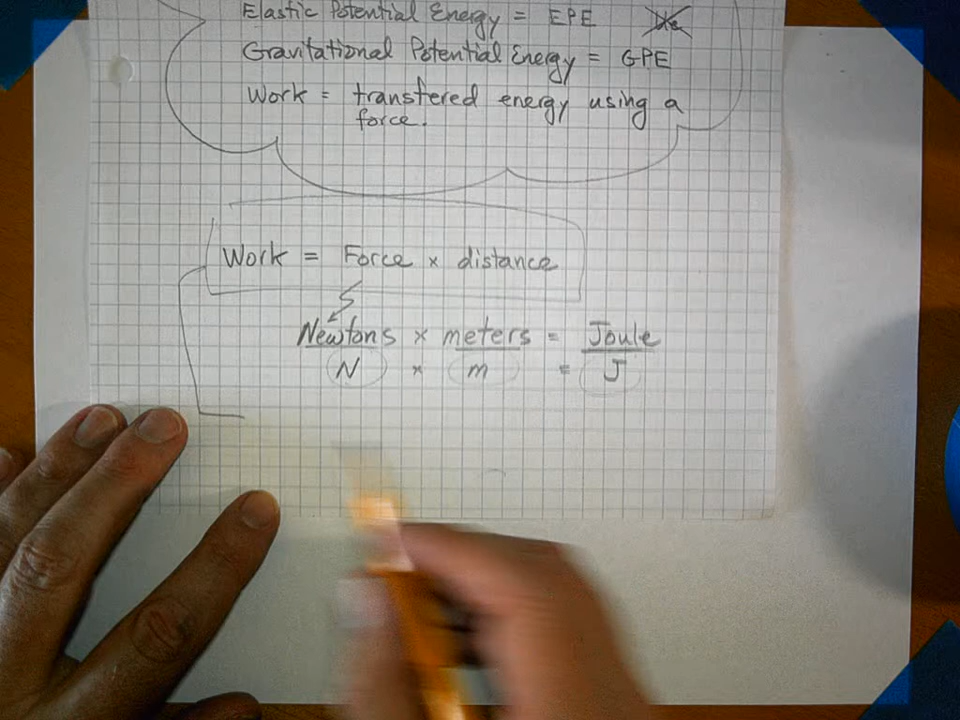 Elastic Potential Energy = EPE
Gravitational Potential Energy = GPE
Work = transfered energy using a
force.
Work = Force × distance
Newtons × meters = Joule
N × m = J